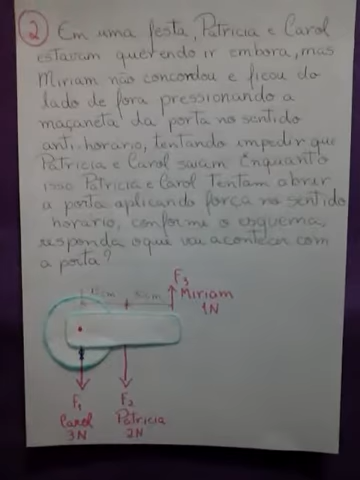 2 Em uma festa, Patrícia e Carol
estavam querendo ir embora, mas
Miriam não concordou e ficou do
lado de fora pressionando a
maçaneta da porta no sentido
anti-horário, tentando impedir que
Patrícia e Carol saiam. Enquanto
isso Patrícia e Carol tentam abrir
a porta aplicando força no sentido
horário, conforme o esquema,
responda o que vai acontecer com
a porta?
F3
Miriam
1N
F1
Carol
3N
F2
Patrícia
2N